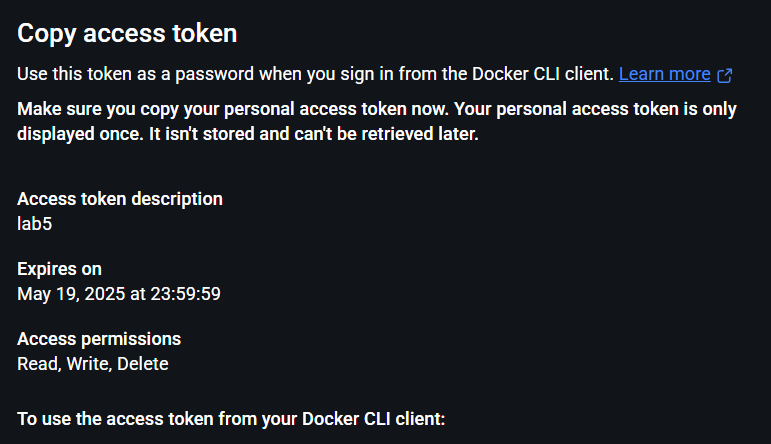 Copy access token
Use this token as a password when you sign in from the Docker CLI client. Learn more
Make sure you copy your personal access token now. Your personal access token is only
displayed once. It isn't stored and can't be retrieved later.
Access token description
lab5
Expires on
May 19, 2025 at 23:59:59
Access permissions
Read, Write, Delete
To use the access token from your Docker CLI client: